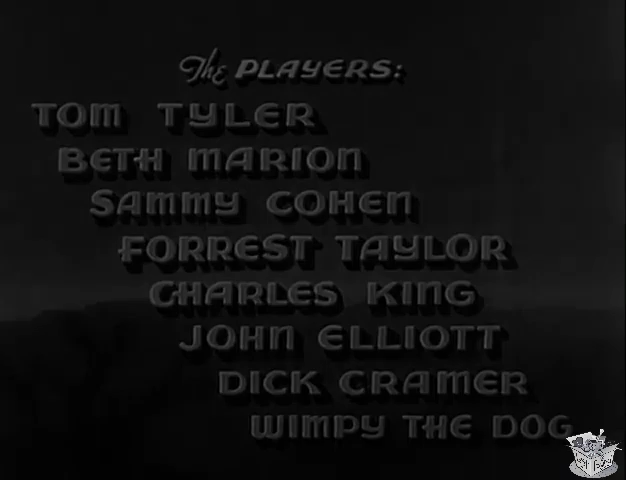 The PLAYERS:
TOM TYLER
BETH MARION
SAMMY COHEN
FORREST TAYLOR
CHARLES KING
JOHN ELLIOTT
DICK CRAMER
WIMPY THE DOG